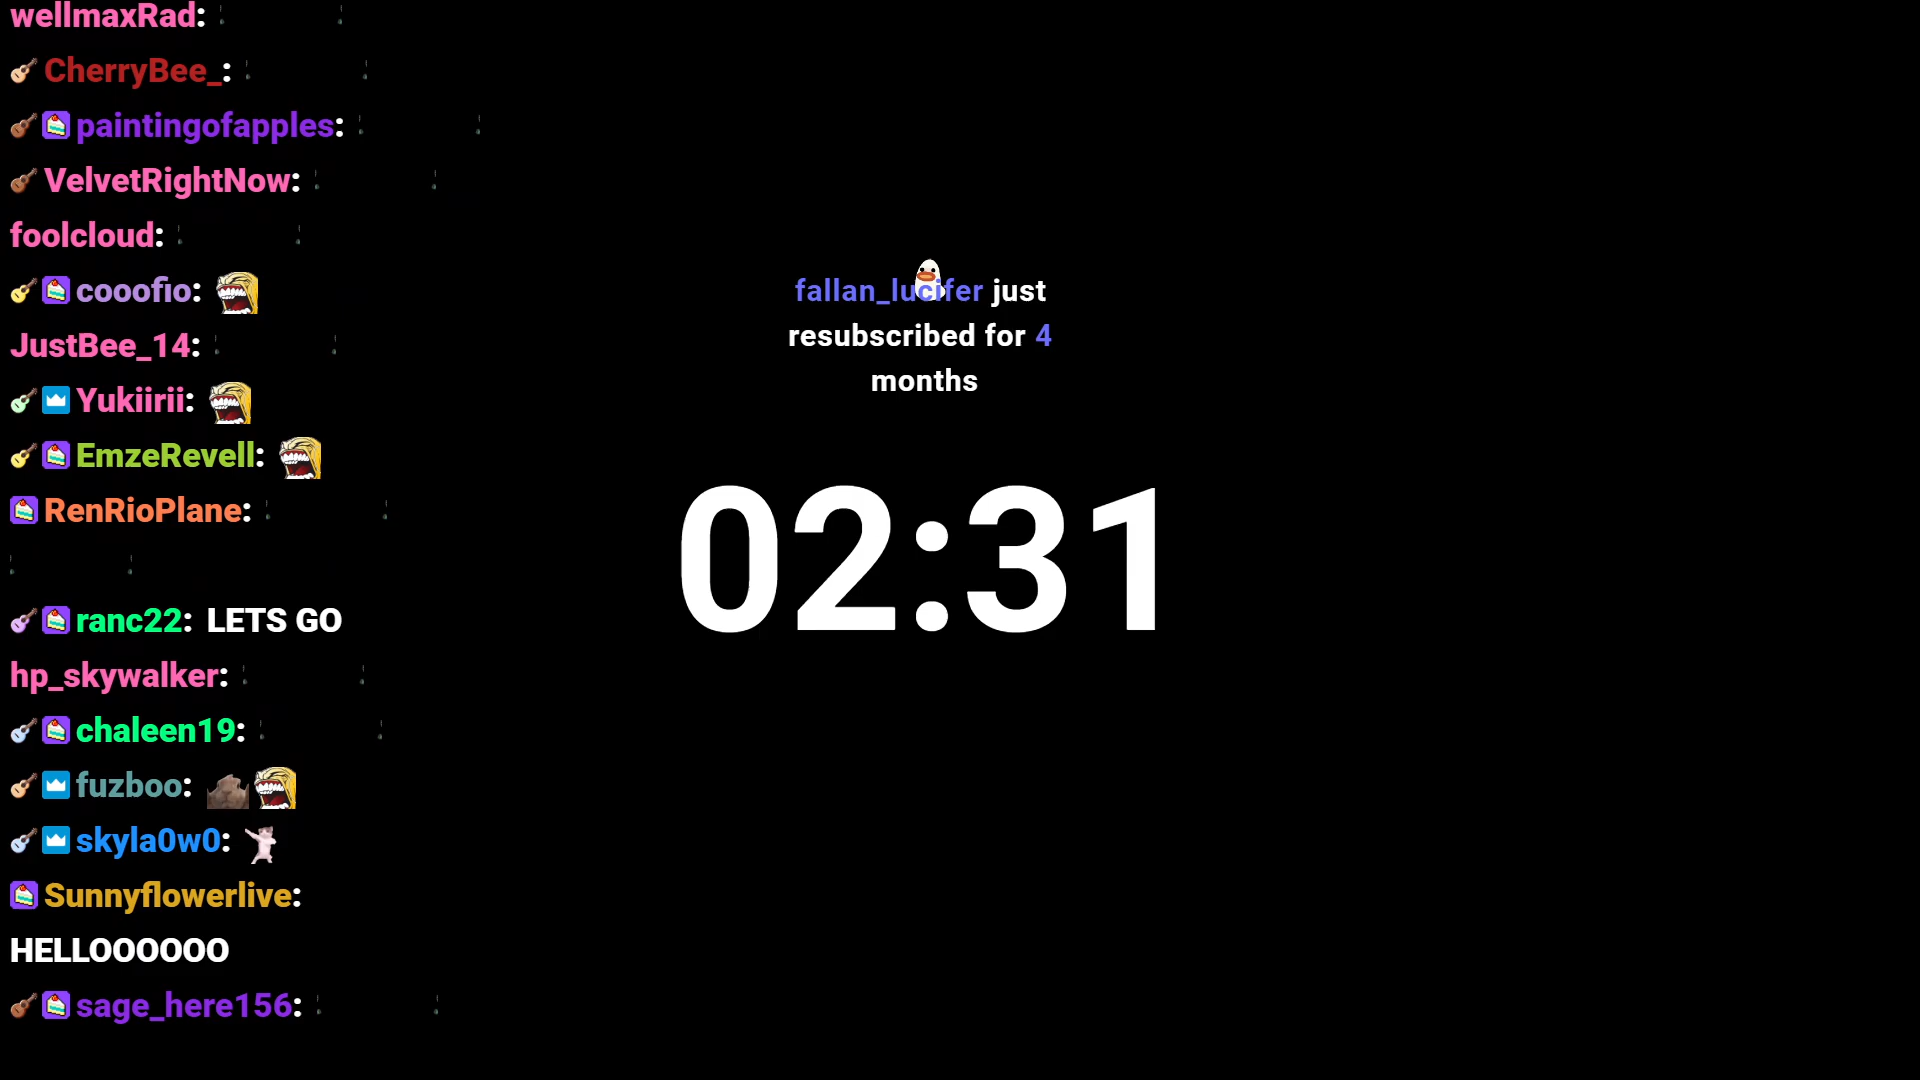 wellmaxRad:
CherryBee_:
paintingofapples:
VelvetRightNow:
foolcloud:
cooofio:
JustBee_14:
Yukiirii:
EmzeRevell:
RenRioPlane:
ranc22: LETS GO
hp_skywalker:
chaleen19:
fuzboo:
skyla0w0:
Sunnyflowerlive:
HELLOOOOOO
sage_here156:
fallan_lucifer just
resubscribed for 4
months
02:31